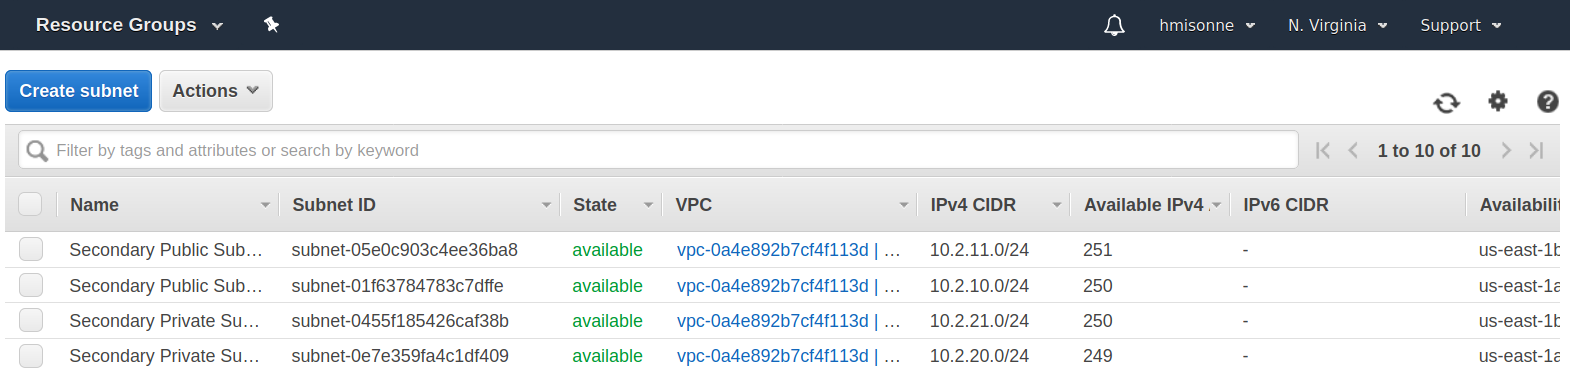 Resource Groups hmisonne N. Virginia Support
Create subnet Actions
Filter by tags and attributes or search by keyword 1 to 10 of 10
Name Subnet ID State VPC IPv4 CIDR Available IPv4 . IPv6 CIDR Availabilit
Secondary Public Sub… subnet-05e0c903c4ee36ba8 available vpc-0a4e892b7cf4f113d | … 10.2.11.0/24 251 - us-east-1b
Secondary Public Sub… subnet-01f63784783c7dffe available vpc-0a4e892b7cf4f113d | … 10.2.10.0/24 250 - us-east-1a
Secondary Private Su… subnet-0455f185426caf38b available vpc-0a4e892b7cf4f113d | … 10.2.21.0/24 250 - us-east-1b
Secondary Private Su… subnet-0e7e359fa4c1df409 available vpc-0a4e892b7cf4f113d | … 10.2.20.0/24 249 - us-east-1a